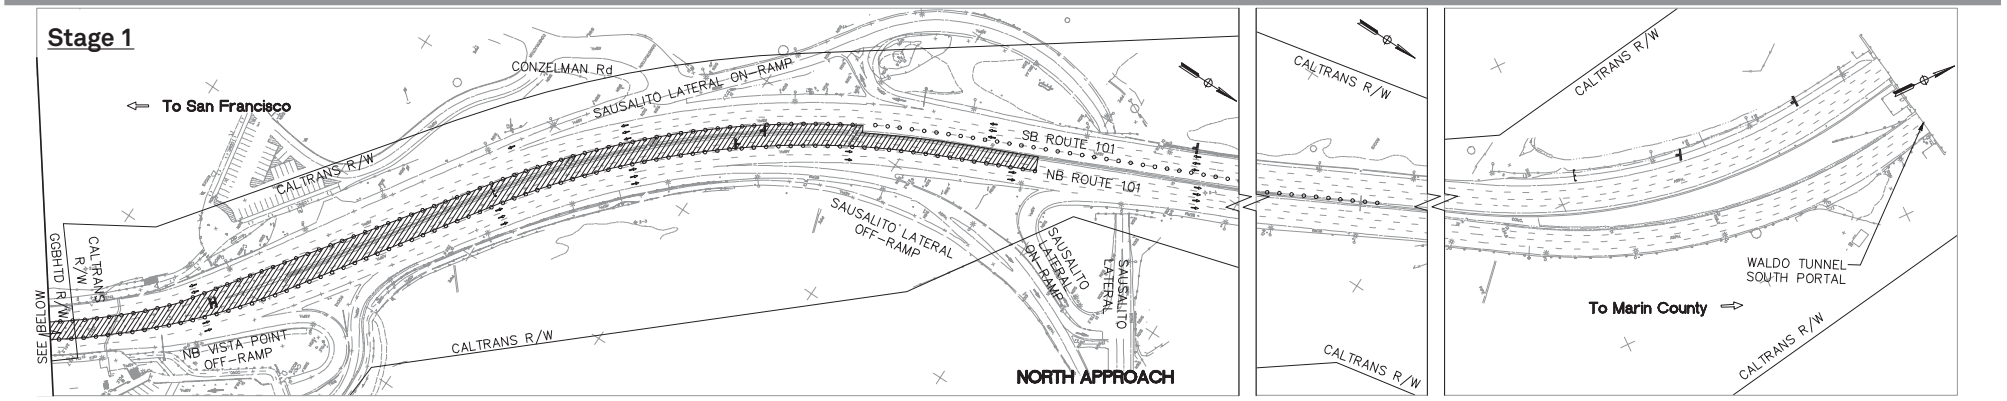 Stage 1
CONZELMAN Rd
SAUSALITO LATERAL ON-RAMP
To San Francisco
CALTRANS R/W
SB ROUTE 101
NB ROUTE 101
SAUSALITO LATERAL
OFF-RAMP
SAUSALITO
LATERAL
ON-RAMP
SAUSALITO
LATERAL
GGBHTD R/W
CALTRANS
R/W
SEE BELOW
NB VISTA POINT
OFF-RAMP
CALTRANS R/W
NORTH APPROACH
CALTRANS R/W
CALTRANS R/W
CALTRANS R/W
WALDO TUNNEL
SOUTH PORTAL
To Marin County
CALTRANS R/W